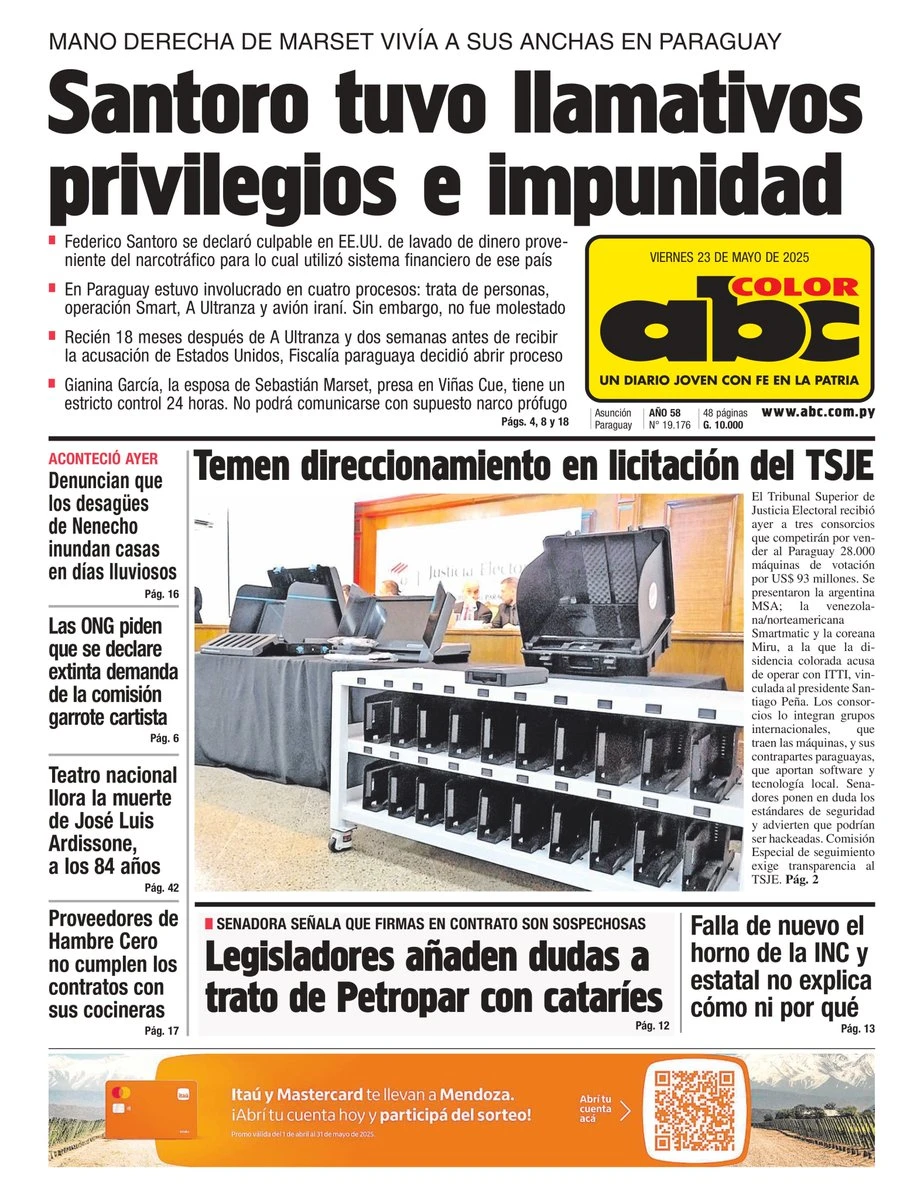 MANO DERECHA DE MARSET VIVÍA A SUS ANCHAS EN PARAGUAY
Santoro tuvo llamativos
privilegios e impunidad
Federico Santoro se declaró culpable en EE.UU. de lavado de dinero prove-
niente del narcotráfico para lo cual utilizó sistema financiero de ese país
En Paraguay estuvo involucrado en cuatro procesos: trata de personas,
operación Smart, A Ultranza y avión iraní. Sin embargo, no fue molestado
Recién 18 meses después de A Ultranza y dos semanas antes de recibir
la acusación de Estados Unidos, Fiscalía paraguaya decidió abrir proceso
Gianina García, la esposa de Sebastián Marset, presa en Viñas Cue, tiene un
estricto control 24 horas. No podrá comunicarse con supuesto narco prófugo
Págs. 4, 8 y 18
VIERNES 23 DE MAYO DE 2025
COLOR
abc
UN DIARIO JOVEN CON FE EN LA PATRIA
Asunción
Paraguay
AÑO 58
N° 19.176
48 páginas
G. 10.000
www.abc.com.py
ACONTECIÓ AYER
Denuncian que
los desagües
de Nenecho
inundan casas
en días lluviosos
Pág. 16
Las ONG piden
que se declare
extinta demanda
de la comisión
garrote cartista
Pág. 6
Teatro nacional
llora la muerte
de José Luis
Ardissone,
a los 84 años
Pág. 42
Proveedores de
Hambre Cero
no cumplen los
contratos con
sus cocineras
Pág. 17
Temen direccionamiento en licitación del TSJE
Justicia Electo
El Tribunal Superior de
Justicia Electoral recibió
ayer a tres consorcios
que competirán por ven-
der al Paraguay 28.000
máquinas de votación
por US$ 93 millones. Se
presentaron la argentina
MSA; la venezola-
na/norteamericana
Smartmatic y la coreana
Miru, a la que la di-
sidencia colorada acusa
de operar con ITTI, vin-
culada al presidente San-
tiago Peña. Los consor-
cios lo integran grupos
internacionales, que
traen las máquinas, y sus
contrapartes paraguayas,
que aportan software y
tecnología local. Sena-
dores ponen en duda los
estándares de seguridad
y advierten que podrían
ser hackeadas. Comisión
Especial de seguimiento
exige transparencia al
TSJE. Pág. 2
SENADORA SEÑALA QUE FIRMAS EN CONTRATO SON SOSPECHOSAS
Legisladores añaden dudas a
trato de Petropar con cataríes
Pág. 12
Falla de nuevo el
horno de la INC y
estatal no explica
cómo ni por qué
Pág. 13
Itaú y Mastercard te llevan a Mendoza.
¡Abrí tu cuenta hoy y participá del sorteo!
Promo válida del 1 de abril al 31 de mayo de 2025.
Abrí tu
cuenta
acá
itaú